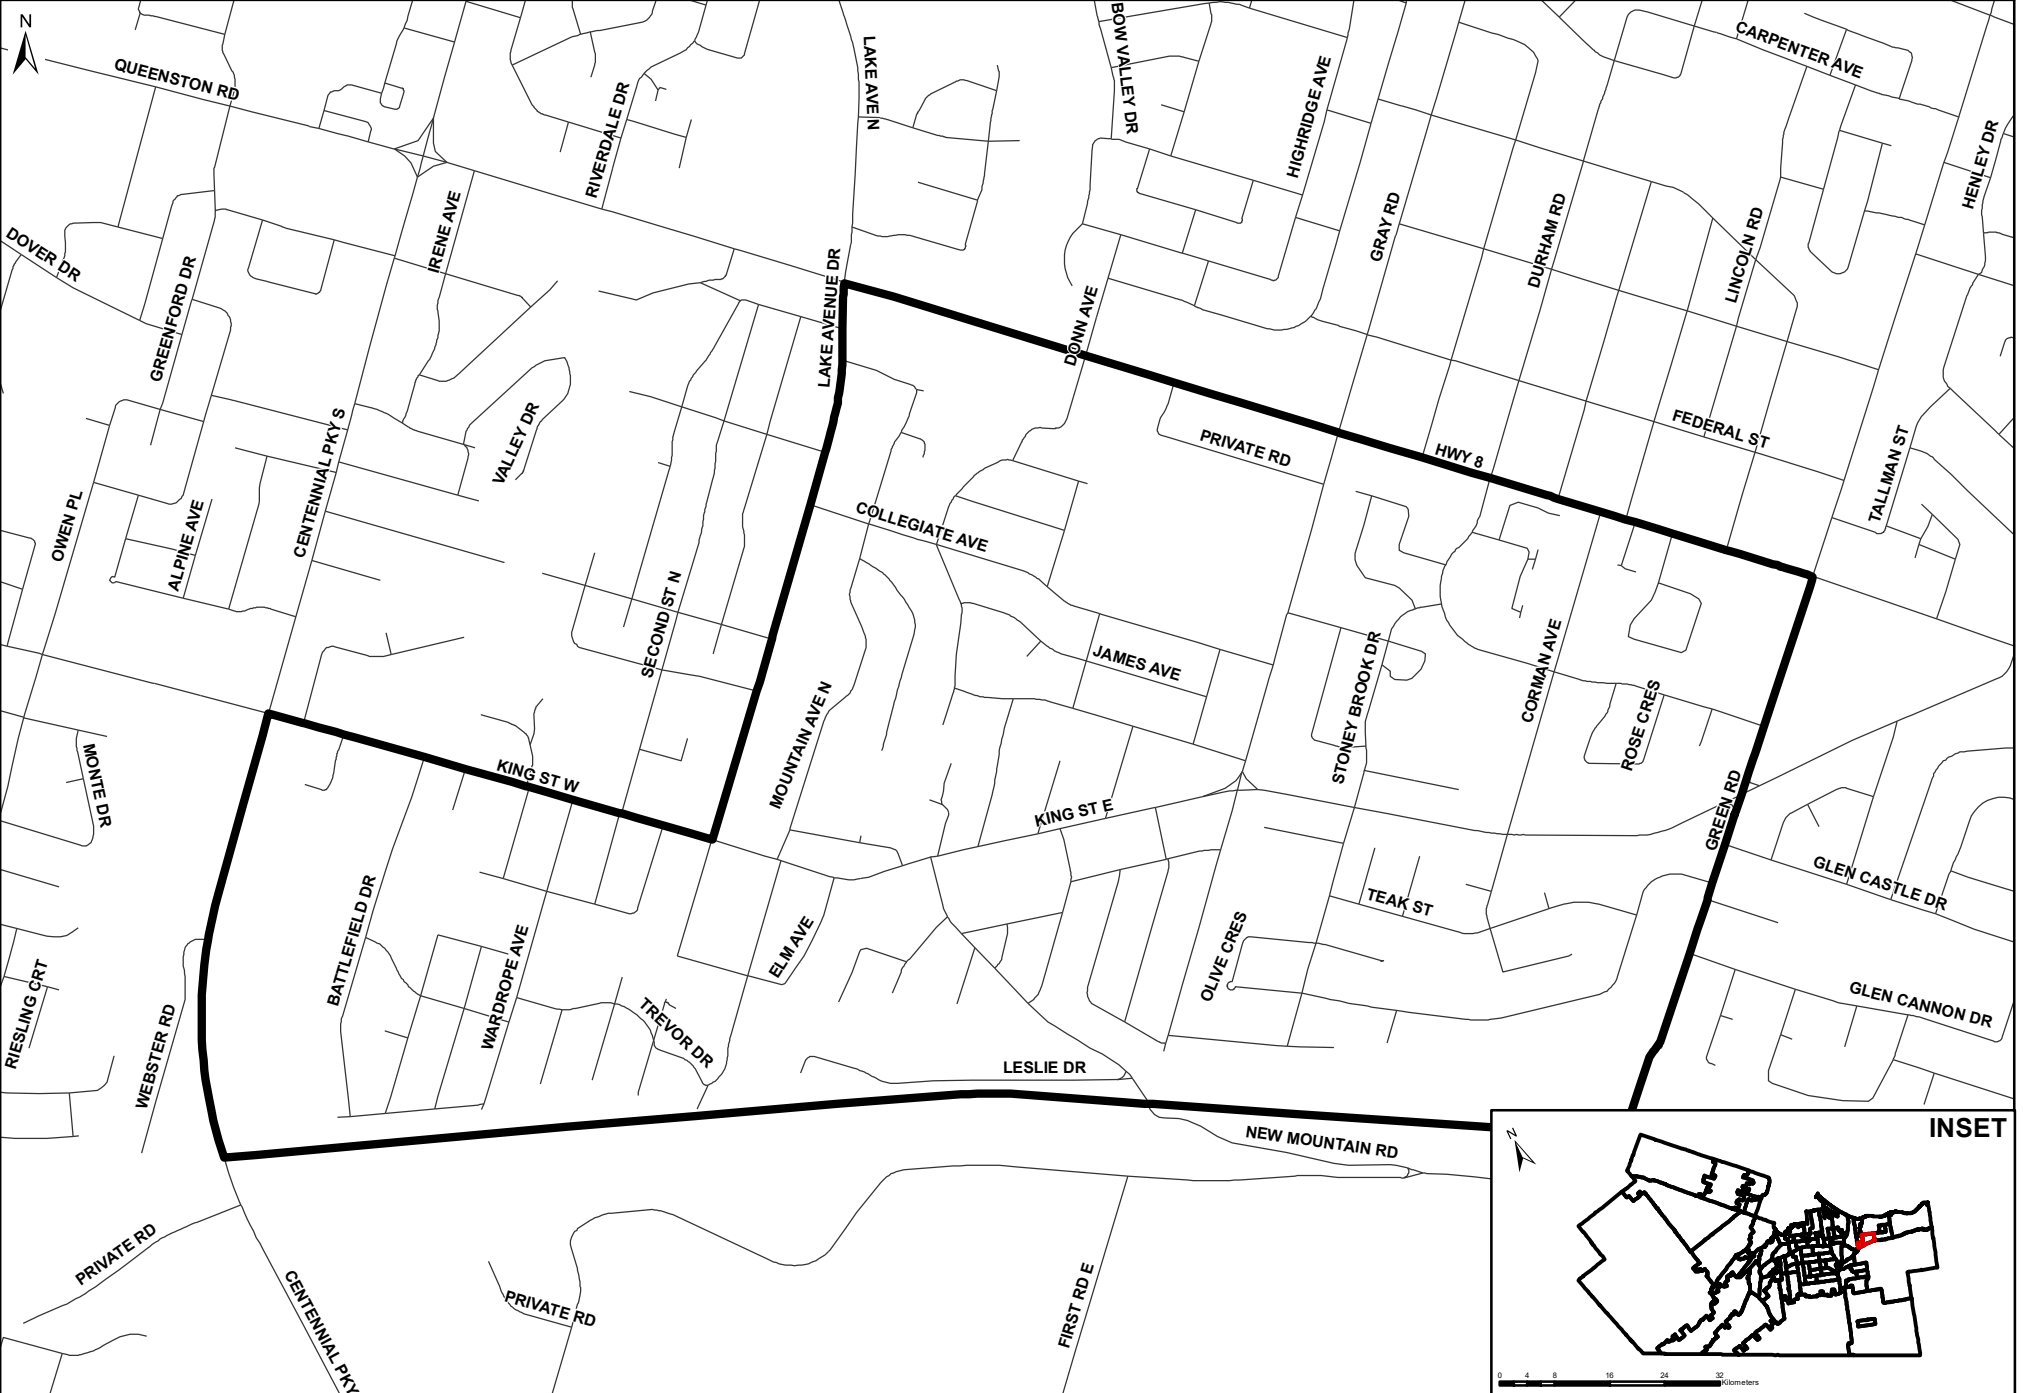 N
QUEENSTON RD
LAKE AVE N
BOW VALLEY DR
CARPENTER AVE
RIVERDALE DR
HIGHRIDGE AVE
HENLEY DR
IRENE AVE
GRAY RD
DURHAM RD
LINCOLN RD
DOVER DR
GREENFORD DR
LAKE AVENUE DR
DONN AVE
CENTENNIAL PKY S
VALLEY DR
PRIVATE RD
HWY 8
FEDERAL ST
TALLMAN ST
OWEN PL
ALPINE AVE
COLLEGIATE AVE
SECOND ST N
JAMES AVE
STONEY BROOK DR
CORMAN AVE
ROSE CRES
MOUNTAIN AVE N
MONTE DR
KING ST W
KING ST E
GREEN RD
GLEN CASTLE DR
BATTLEFIELD DR
WARDROPE AVE
ELM AVE
TEAK ST
OLIVE CRES
RIESLING CRT
WEBSTER RD
TREVOR DR
GLEN CANNON DR
LESLIE DR
NEW MOUNTAIN RD
INSET
N
PRIVATE RD
CENTENNIAL PKY
PRIVATE RD
FIRST RD E
0 4 8 16 24 32
Kilometers